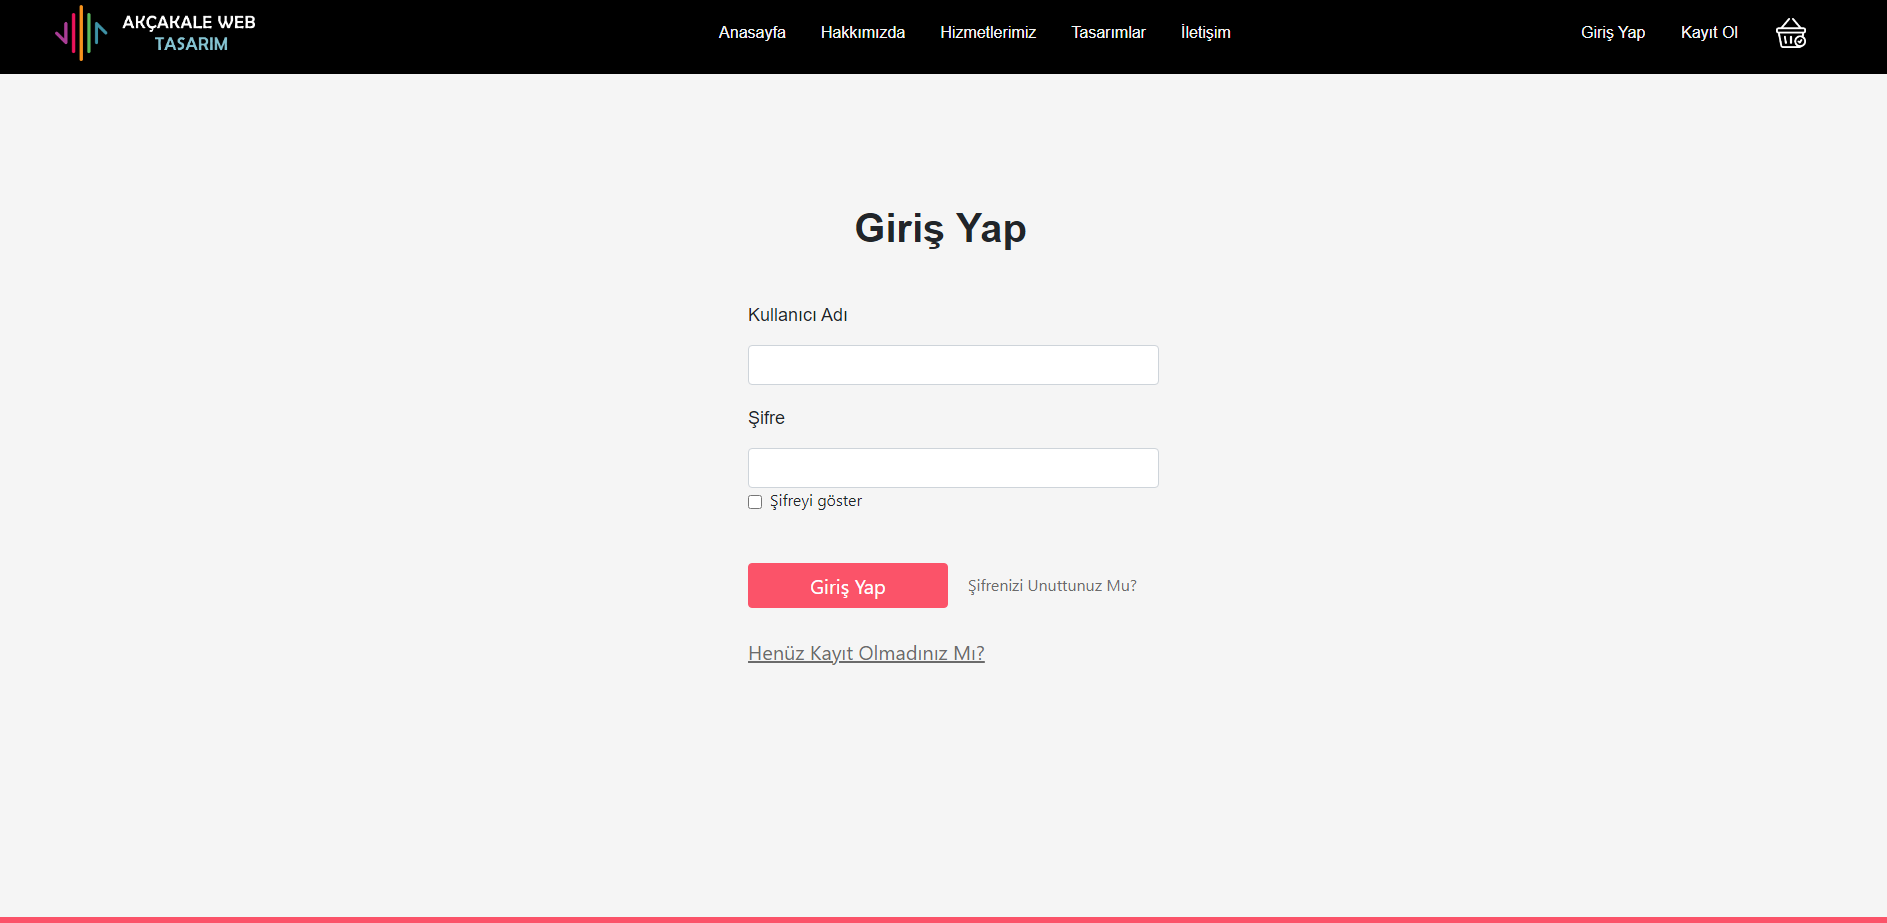 AKÇAKALE WEB
TASARIM
Anasayfa Hakkımızda Hizmetlerimiz Tasarımlar İletişim Giriş Yap Kayıt Ol
Giriş Yap
Kullanıcı Adı
Şifre
Şifreyi göster
Giriş Yap Şifrenizi Unuttunuz Mu?
Henüz Kayıt Olmadınız Mı?